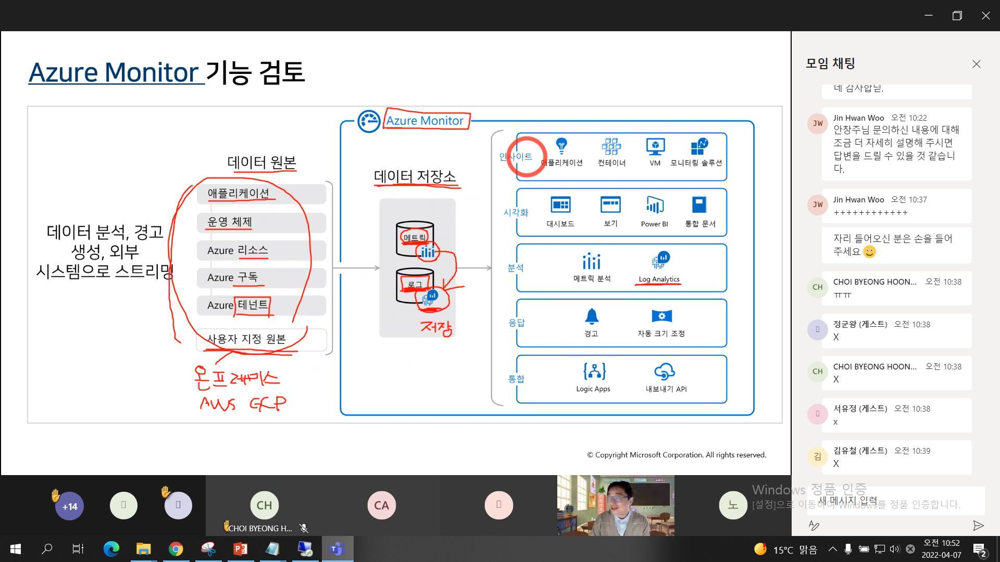 Azure Monitor 기능 검토
데이터 분석, 경고
생성, 외부
시스템으로 스트리밍
데이터 원본
애플리케이션
운영 체제
Azure 리소스
Azure 구독
Azure 테넌트
사용자 지정 원본
온프레미스
AWS GCP
Azure Monitor
데이터 저장소
메트릭
로그
저장
인사이트
애플리케이션
컨테이너
VM
모니터링 솔루션
시각화
대시보드
보기
Power BI
통합 문서
분석
메트릭 분석
Log Analytics
응답
경고
자동 크기 조정
통합
Logic Apps
내보내기 API
© Copyright Microsoft Corporation. All rights reserved.
모임 채팅
네 감사합닏.
JW
Jin Hwan Woo 오전 10:22
안창주님 문의하신 내용에 대해
조금 더 자세히 설명해 주시면
답변을 드릴 수 있을 것 같습니
다.
JW
Jin Hwan Woo 오전 10:37
++++++++++++
자리 들어오신 분은 손을 들어
주세요
CH
CHOI BYEONG HOON... 오전 10:38
ㅠㅠ
정군왕 (게스트) 오전 10:38
X
CH
CHOI BYEONG HOON... 오전 10:38
X
서유정 (게스트) 오전 10:38
x
김
김유철 (게스트) 오전 10:39
X
새 메시지 입력
Windows 정품 인증
[설정]으로 이동하여 Windows를 정품 인증합니다.
+14
CH
CHOI BYEONG H...
CA
노
15°C 맑음
오전 10:52
2022-04-07
2